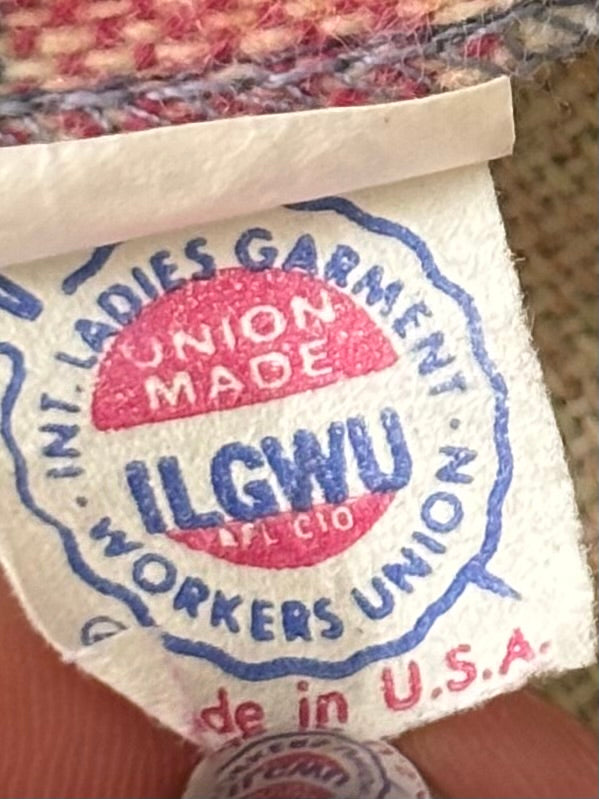 INT. LADIES GARMENT
UNION
MADE
ILGWU
AFL CIO
WORKERS UNION
de in U.S.A.